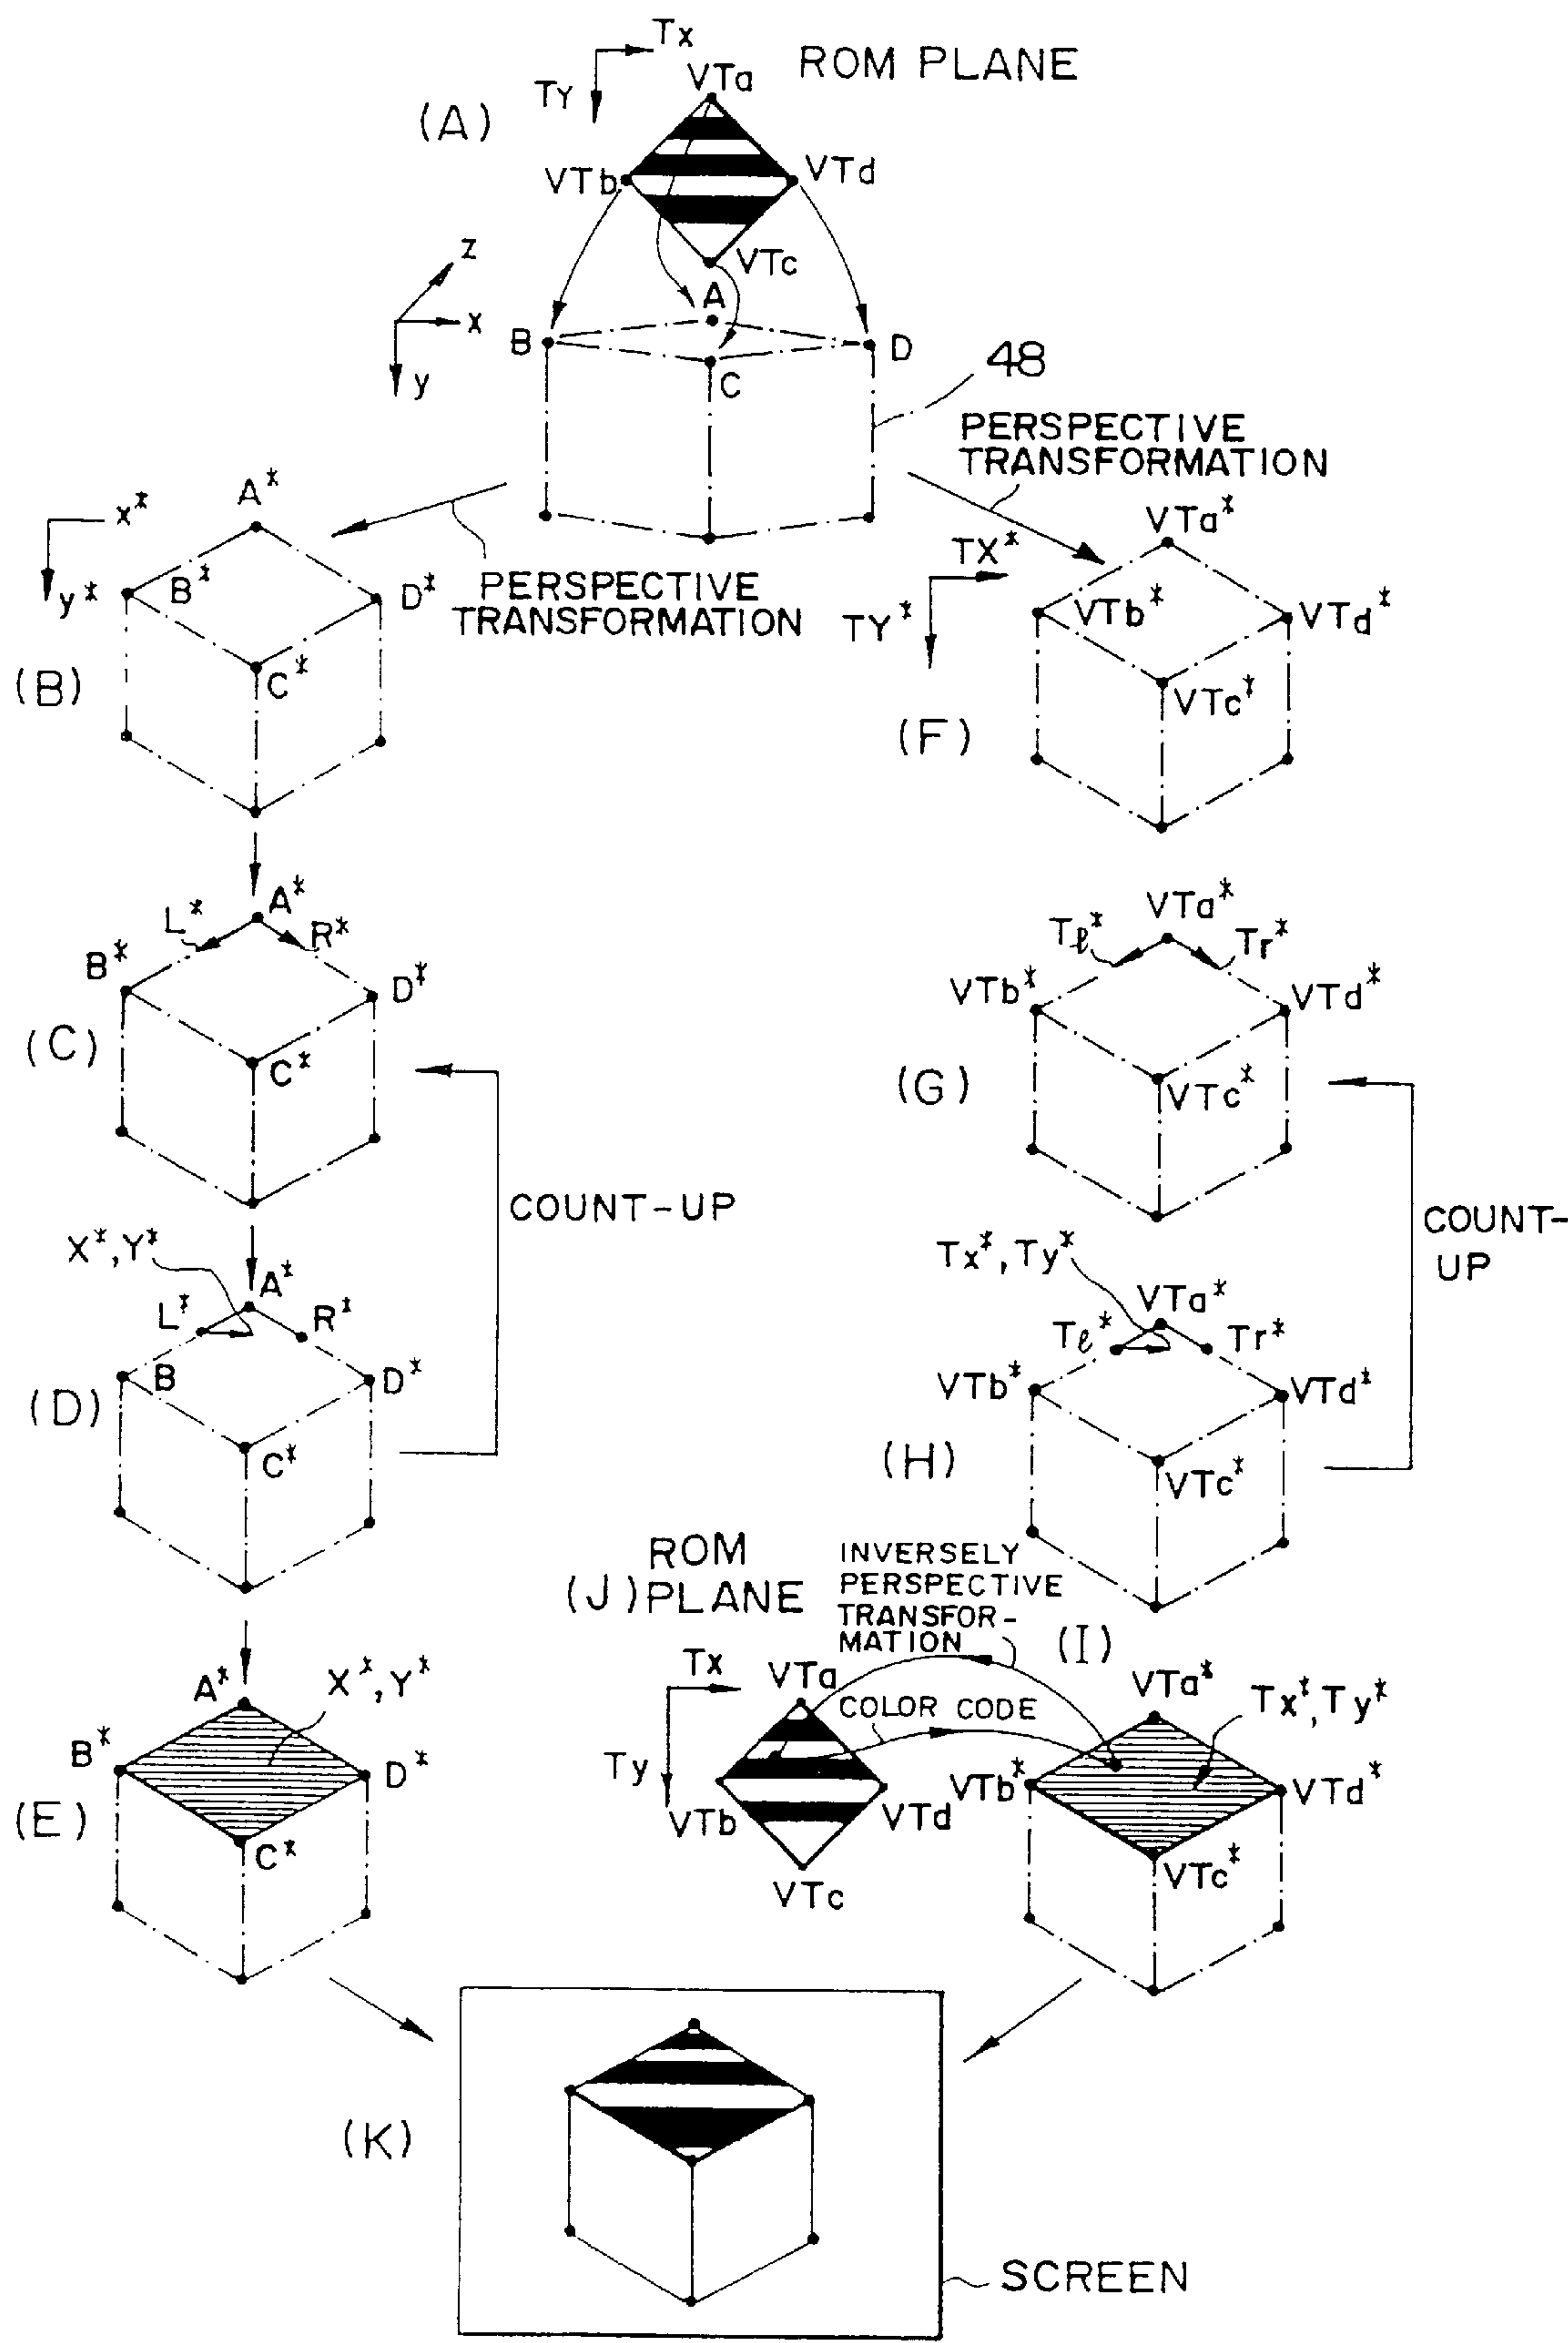 Tx
ROM PLANE
TY
VTa
(A)
VTb
VTd
VTc
z
x
y
A
B
D
C
48
PERSPECTIVE
TRANSFORMATION
x*
y*
A*
B*
D*
C*
(B)
PERSPECTIVE
TRANSFORMATION
VTa*
TX*
TY*
VTb*
VTd*
VTc*
(F)
L*
A*
R*
B*
D*
C*
(C)
COUNT-UP
VTa*
Tℓ*
Tr*
VTb*
VTd*
VTc*
(G)
COUNT-
UP
X*,Y*
A*
L*
R*
B
D*
C*
(D)
Tx*,Ty*
VTa*
Tℓ*
Tr*
VTb*
VTd*
VTc*
(H)
ROM
(J) PLANE
INVERSELY
PERSPECTIVE
TRANSFOR-
MATION
(I)
A*
X*,Y*
B*
D*
C*
(E)
Tx
Ty
VTa
COLOR CODE
VTb
VTd
VTc
VTa*
Tx*,Ty*
VTb*
VTd*
VTc*
(K)
SCREEN